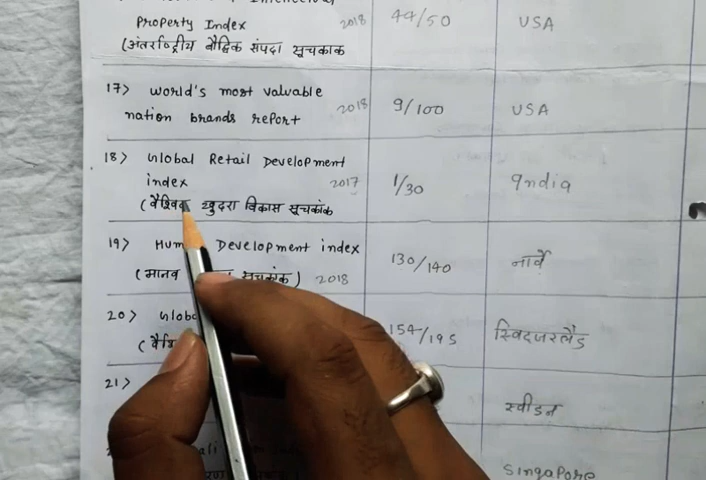 Property Index 2018 44/50 USA
(अंतर्राष्ट्रीय बौद्धिक संपदा सूचकांक
17> World's most valuable
nation brands report 2018 9/100 USA
18> Global Retail Development
index 2017 1/30 India
(वैश्विक खुदरा विकास सूचकांक
19> Development index 130/140 नार्वे
(मानव सूचकांक) 2018
20> 154/195 स्विटजरलैंड
21> स्वीडन
Singapore